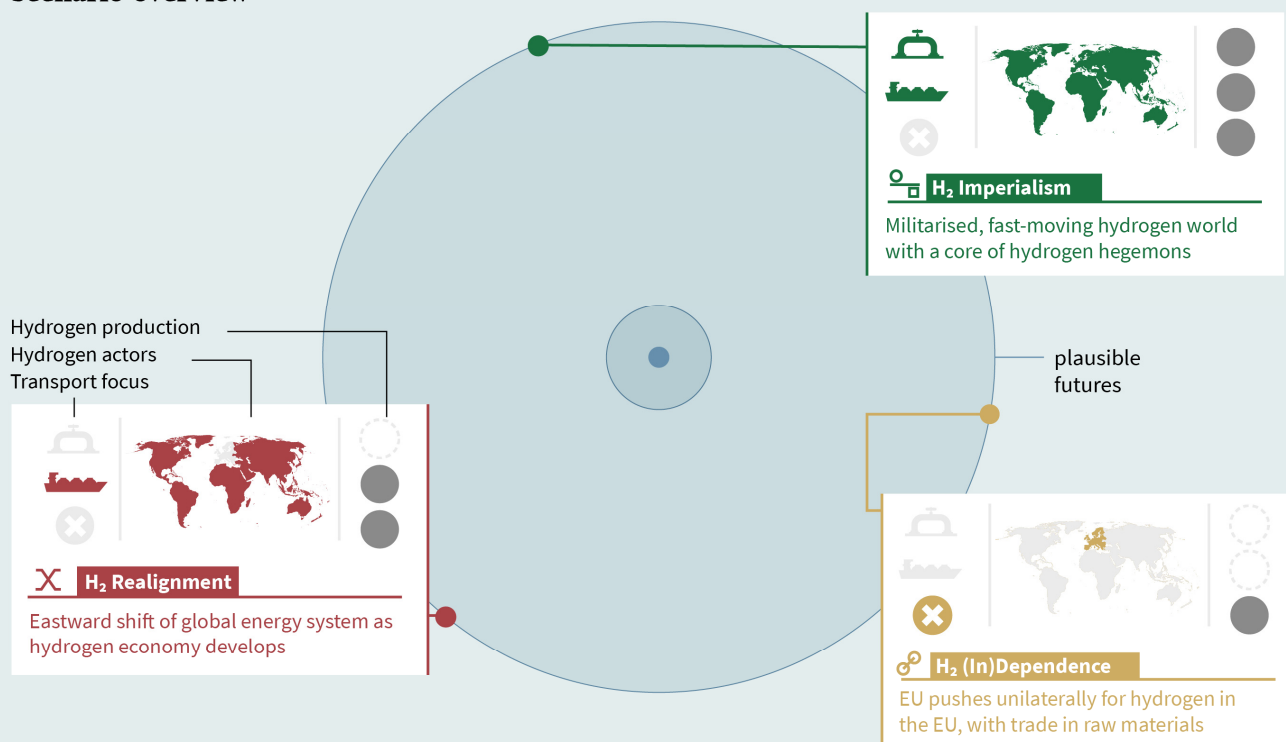 Scenario overview
H₂ Imperialism
Militarised, fast-moving hydrogen world
with a core of hydrogen hegemons
Hydrogen production
Hydrogen actors
Transport focus
plausible
futures
H₂ Realignment
Eastward shift of global energy system as
hydrogen economy develops
H₂ (In)Dependence
EU pushes unilaterally for hydrogen in
the EU, with trade in raw materials